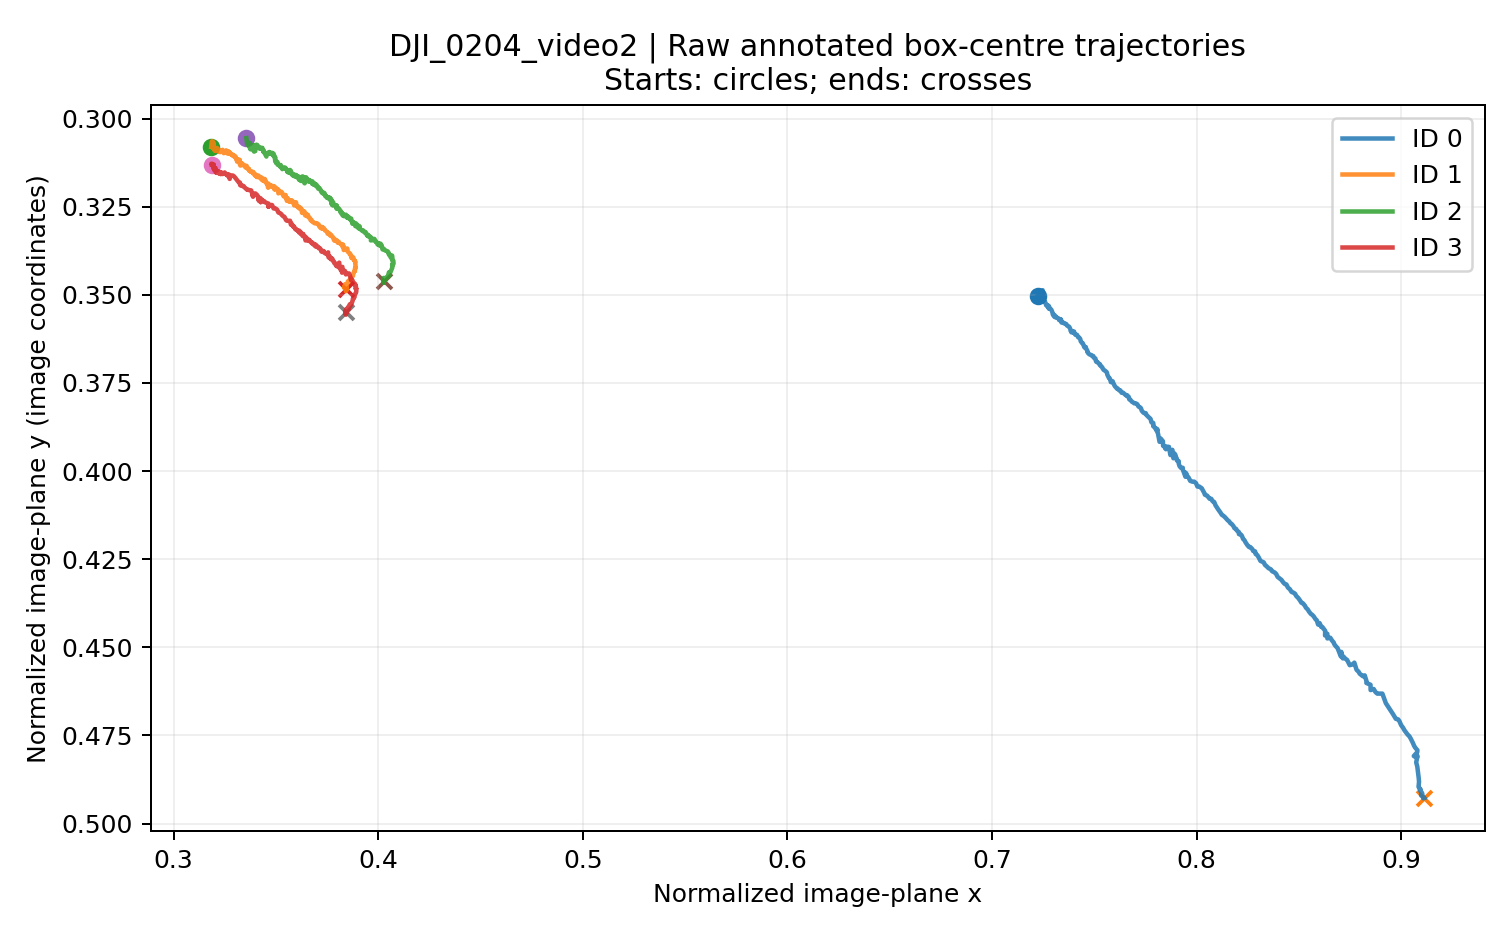 DJI_0204_video2 | Raw annotated box-centre trajectories
Starts: circles; ends: crosses
ID 0
ID 1
ID 2
ID 3
Normalized image-plane y (image coordinates)
0.300
0.325
0.350
0.375
0.400
0.425
0.450
0.475
0.500
0.3 0.4 0.5 0.6 0.7 0.8 0.9
Normalized image-plane x